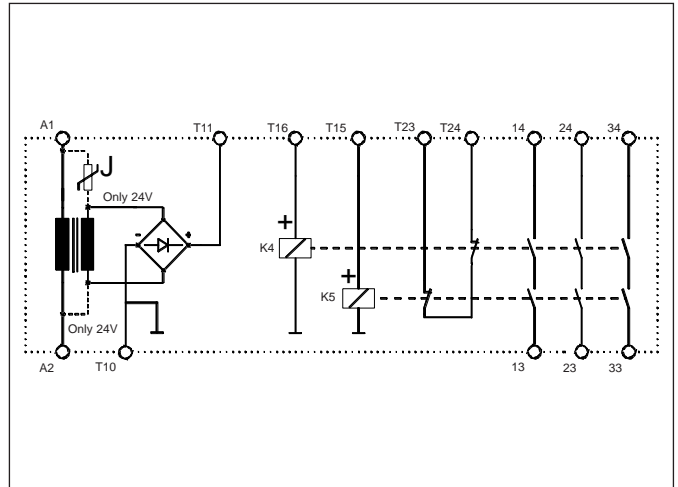 A1 T11 T16 T15 T23 T24 14 24 34
J
Only 24V
- +
+
K4
+
K5
Only 24V
A2 T10 13 23 33